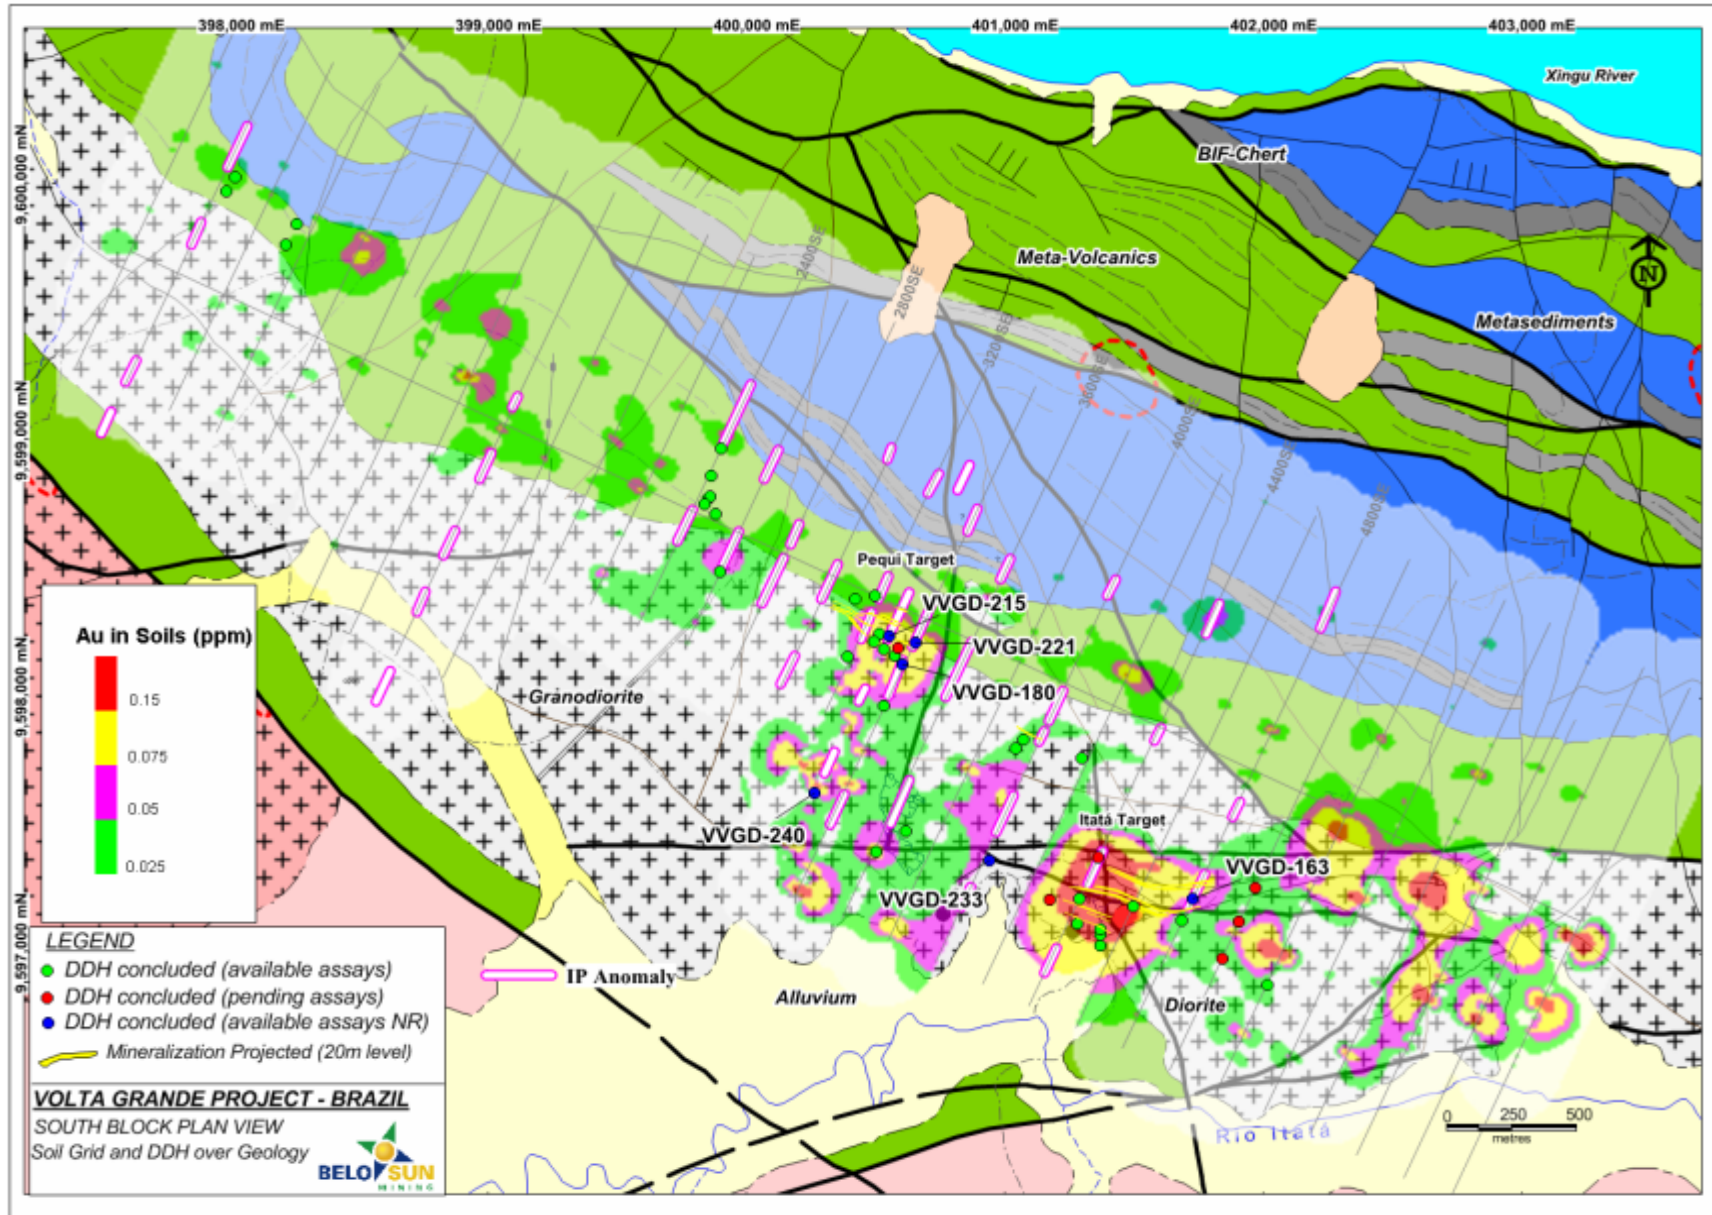 398,000 mE
399,000 mE
400,000 mE
401,000 mE
402,000 mE
403,000 mE
Xingu River
9,600,000 mN
BIF-Chert
2400SE
Meta-Volcanics
2800SE
3200SE
Metasediments
3600SE
4000SE
9,599,000 mN
4400SE
4800SE
Pequi Target
VVGD-215
VVGD-221
VVGD-180
Granodiorite
9,598,000 mN
Itatá Target
VVGD-240
VVGD-163
VVGD-233
9,597,000 mN
Alluvium
Diorite
Rio Itatá
N
0 250 500
metres
Au in Soils (ppm)
0.15
0.075
0.05
0.025
LEGEND
DDH concluded (available assays)
DDH concluded (pending assays)
DDH concluded (available assays NR)
Mineralization Projected (20m level)
IP Anomaly
VOLTA GRANDE PROJECT - BRAZIL
SOUTH BLOCK PLAN VIEW
Soil Grid and DDH over Geology
BELO SUN
MINING